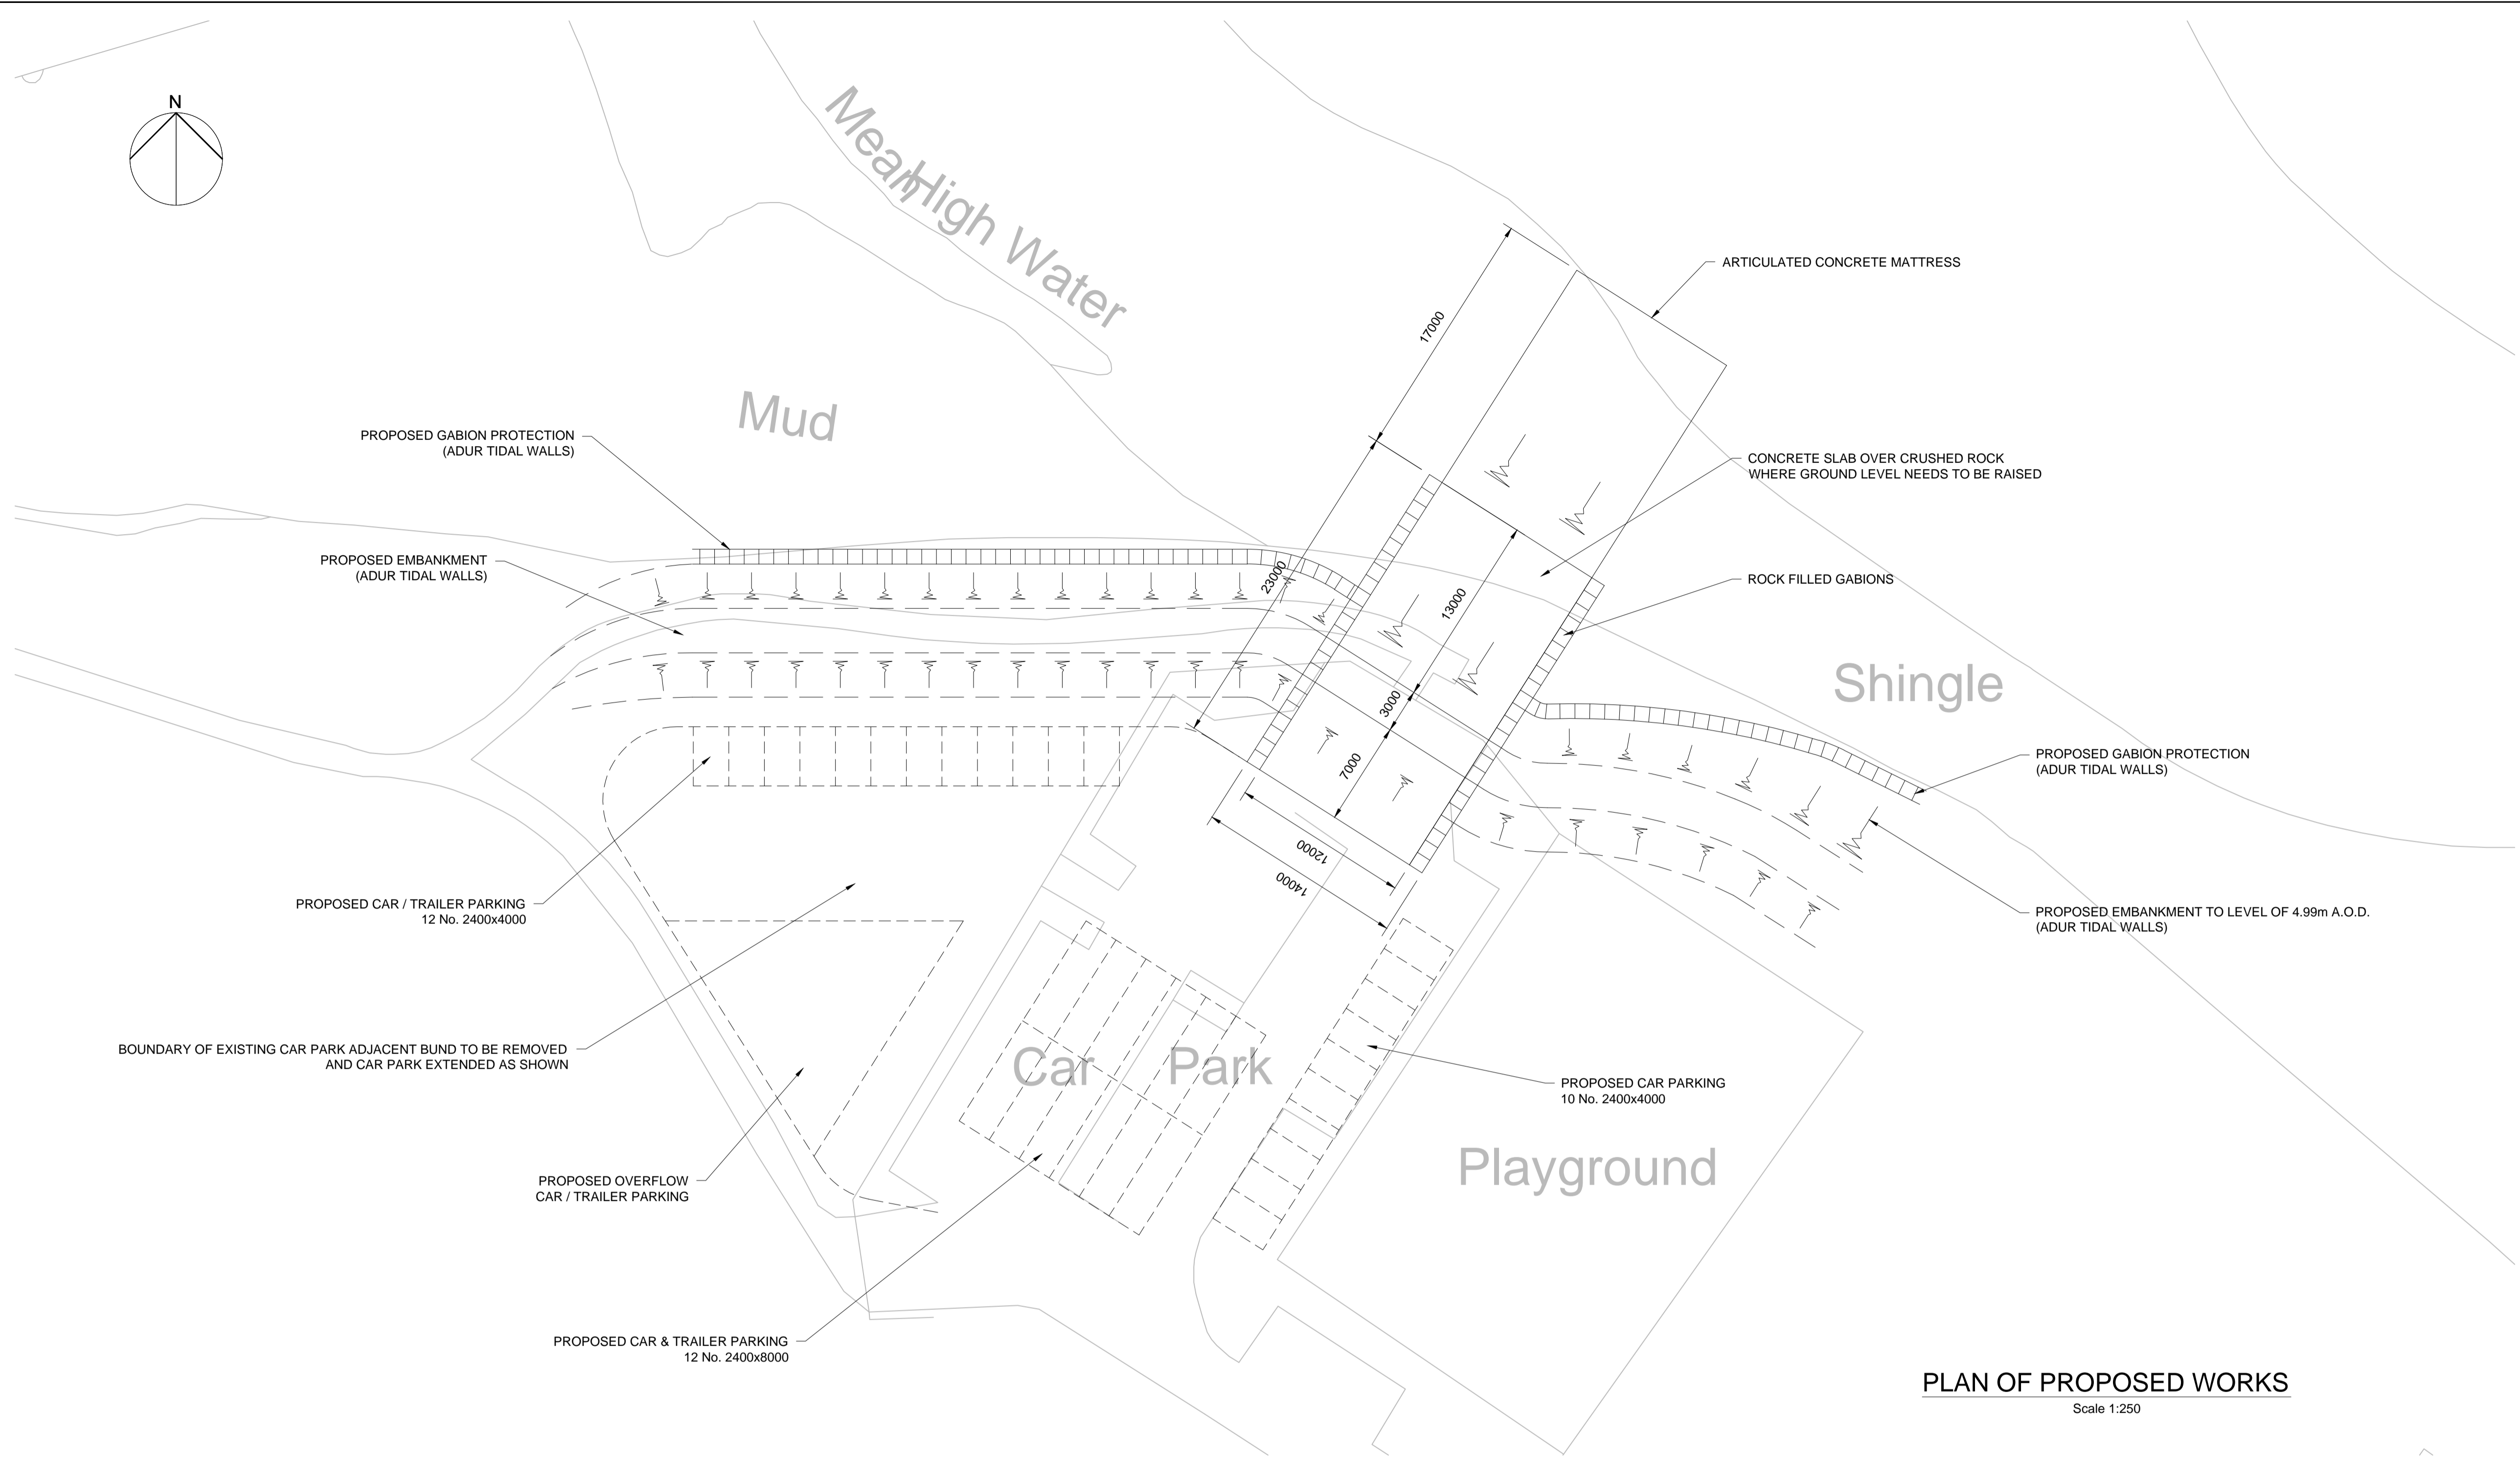 N
Mean
High Water
ARTICULATED CONCRETE MATTRESS
17000
Mud
PROPOSED GABION PROTECTION
(ADUR TIDAL WALLS)
CONCRETE SLAB OVER CRUSHED ROCK
WHERE GROUND LEVEL NEEDS TO BE RAISED
PROPOSED EMBANKMENT
(ADUR TIDAL WALLS)
23000
13000
ROCK FILLED GABIONS
Shingle
3000
7000
PROPOSED GABION PROTECTION
(ADUR TIDAL WALLS)
12000
14000
PROPOSED CAR / TRAILER PARKING
12 No. 2400x4000
PROPOSED EMBANKMENT TO LEVEL OF 4.99m A.O.D.
(ADUR TIDAL WALLS)
BOUNDARY OF EXISTING CAR PARK ADJACENT BUND TO BE REMOVED
AND CAR PARK EXTENDED AS SHOWN
Car Park
PROPOSED CAR PARKING
10 No. 2400x4000
Playground
PROPOSED OVERFLOW
CAR / TRAILER PARKING
PROPOSED CAR & TRAILER PARKING
12 No. 2400x8000
PLAN OF PROPOSED WORKS
Scale 1:250